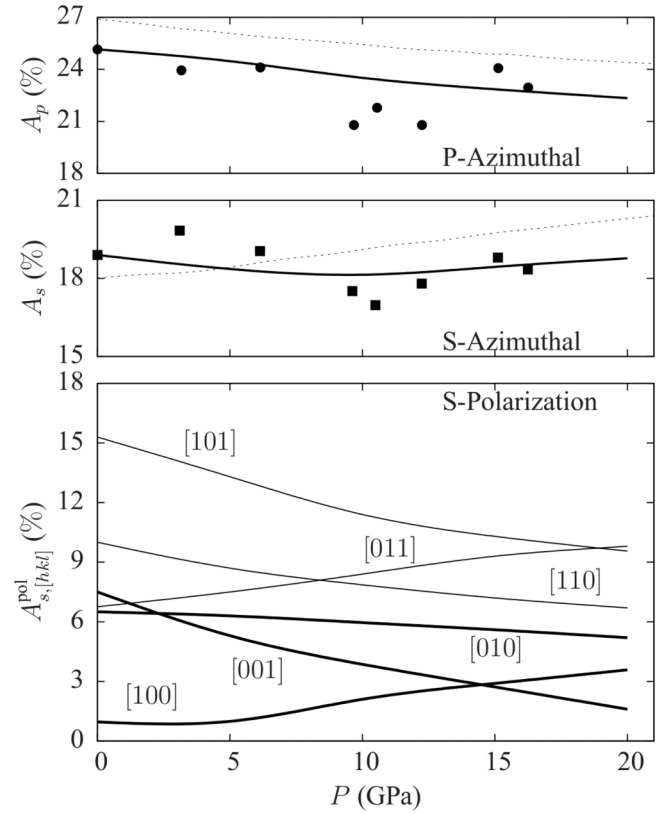 27
24
21
18
A_p (%)
P-Azimuthal
21
18
15
A_s (%)
S-Azimuthal
18
15
12
9
6
3
0
A^pol_s,[hkl] (%)
S-Polarization
[101]
[011]
[110]
[010]
[001]
[100]
0 5 10 15 20
P (GPa)